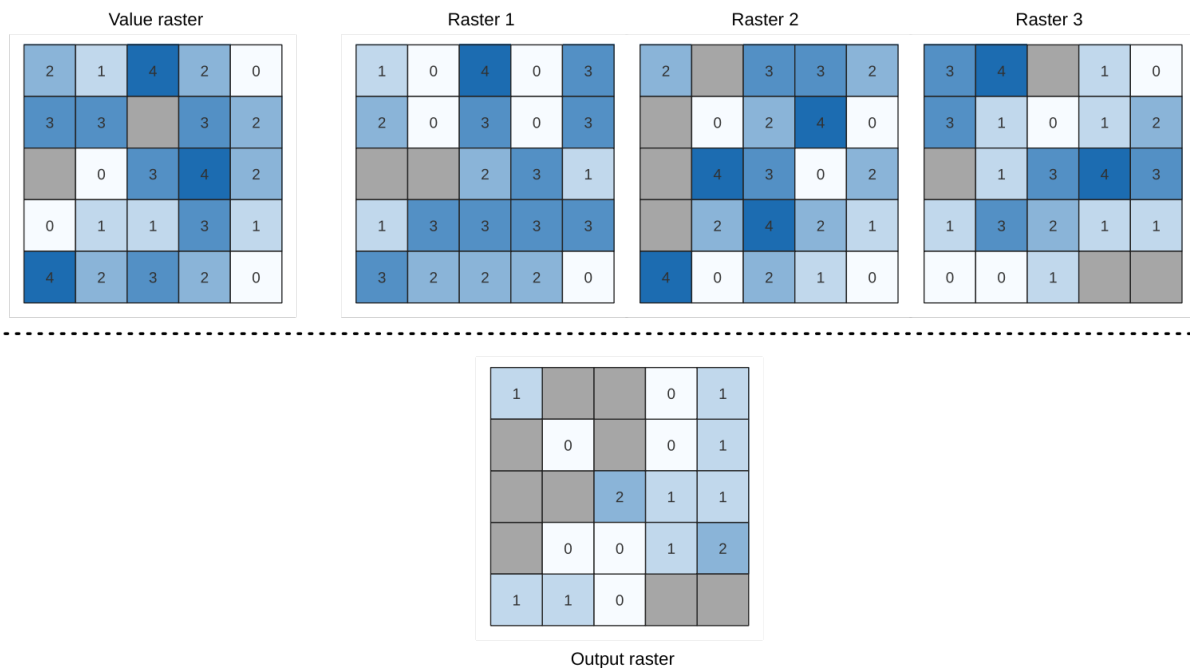 Value raster Raster 1 Raster 2 Raster 3
2 1 4 2 0 1 0 4 0 3 2 3 3 2 3 4 1 0
3 3 3 2 2 0 3 0 3 0 2 4 0 3 1 0 1 2
0 3 4 2 2 3 1 4 3 0 2 1 3 4 3
0 1 1 3 1 1 3 3 3 3 2 4 2 1 1 3 2 1 1
4 2 3 2 0 3 2 2 2 0 4 0 2 1 0 0 0 1
1 0 1
0 0 1
2 1 1
0 0 1 2
1 1 0
Output raster